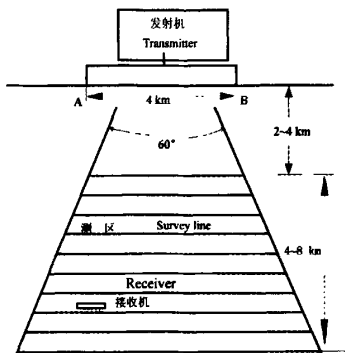 发射机
Transmitter
A 4 km B
60°
2~4 km
测 区 Survey line
4~8 km
Receiver
接收机